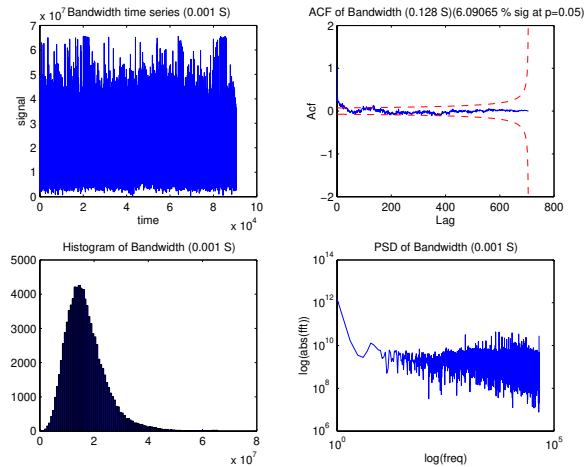 Bandwidth time series (0.001 S)
x 10^7
7
6
5
4
3
2
1
0
signal
0 2 4 6 8 10
time
x 10^4
ACF of Bandwidth (0.128 S)(6.09065 % sig at p=0.05)
2
1
0
−1
−2
Acf
0 200 400 600 800
Lag
Histogram of Bandwidth (0.001 S)
5000
4000
3000
2000
1000
0
0 2 4 6 8
x 10^7
PSD of Bandwidth (0.001 S)
10^14
10^12
10^10
10^8
10^6
log(abs(fft))
10^0 10^5
log(freq)